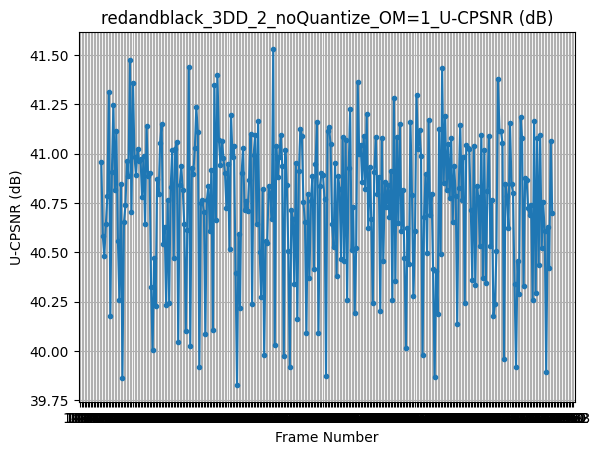 redandblack_3DD_2_noQuantize_OM=1_U-CPSNR (dB)
41.50
41.25
41.00
40.75
40.50
40.25
40.00
39.75
U-CPSNR (dB)
Frame Number